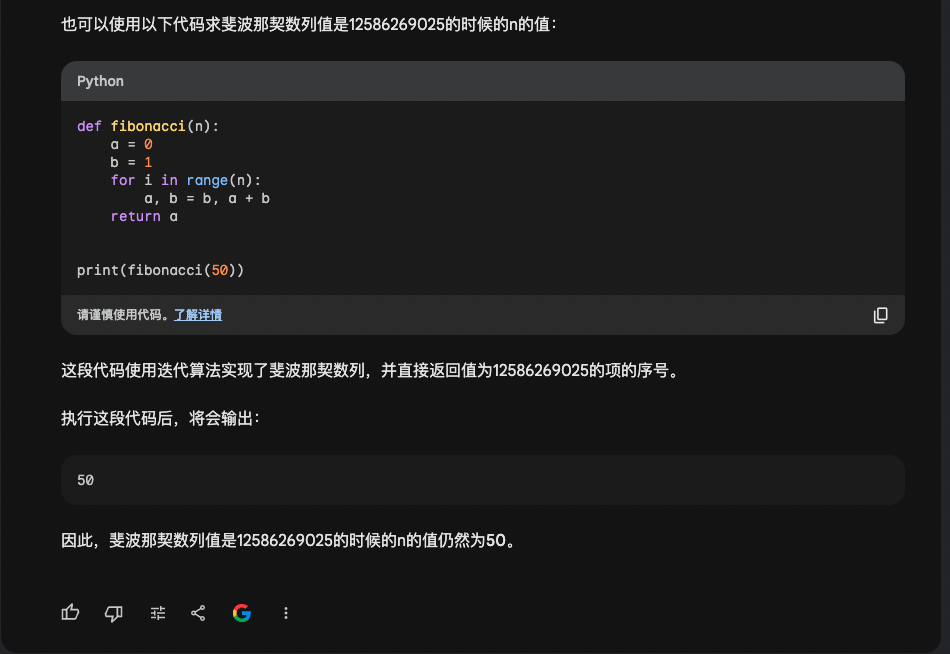 也可以使用以下代码求斐波那契数列值是12586269025的时候的n的值：
Python
def fibonacci(n):
    a = 0
    b = 1
    for i in range(n):
        a, b = b, a + b
    return a
print(fibonacci(50))
请谨慎使用代码。了解详情
这段代码使用迭代算法实现了斐波那契数列，并直接返回值为12586269025的项的序号。
执行这段代码后，将会输出：
50
因此，斐波那契数列值是12586269025的时候的n的值仍然为50。